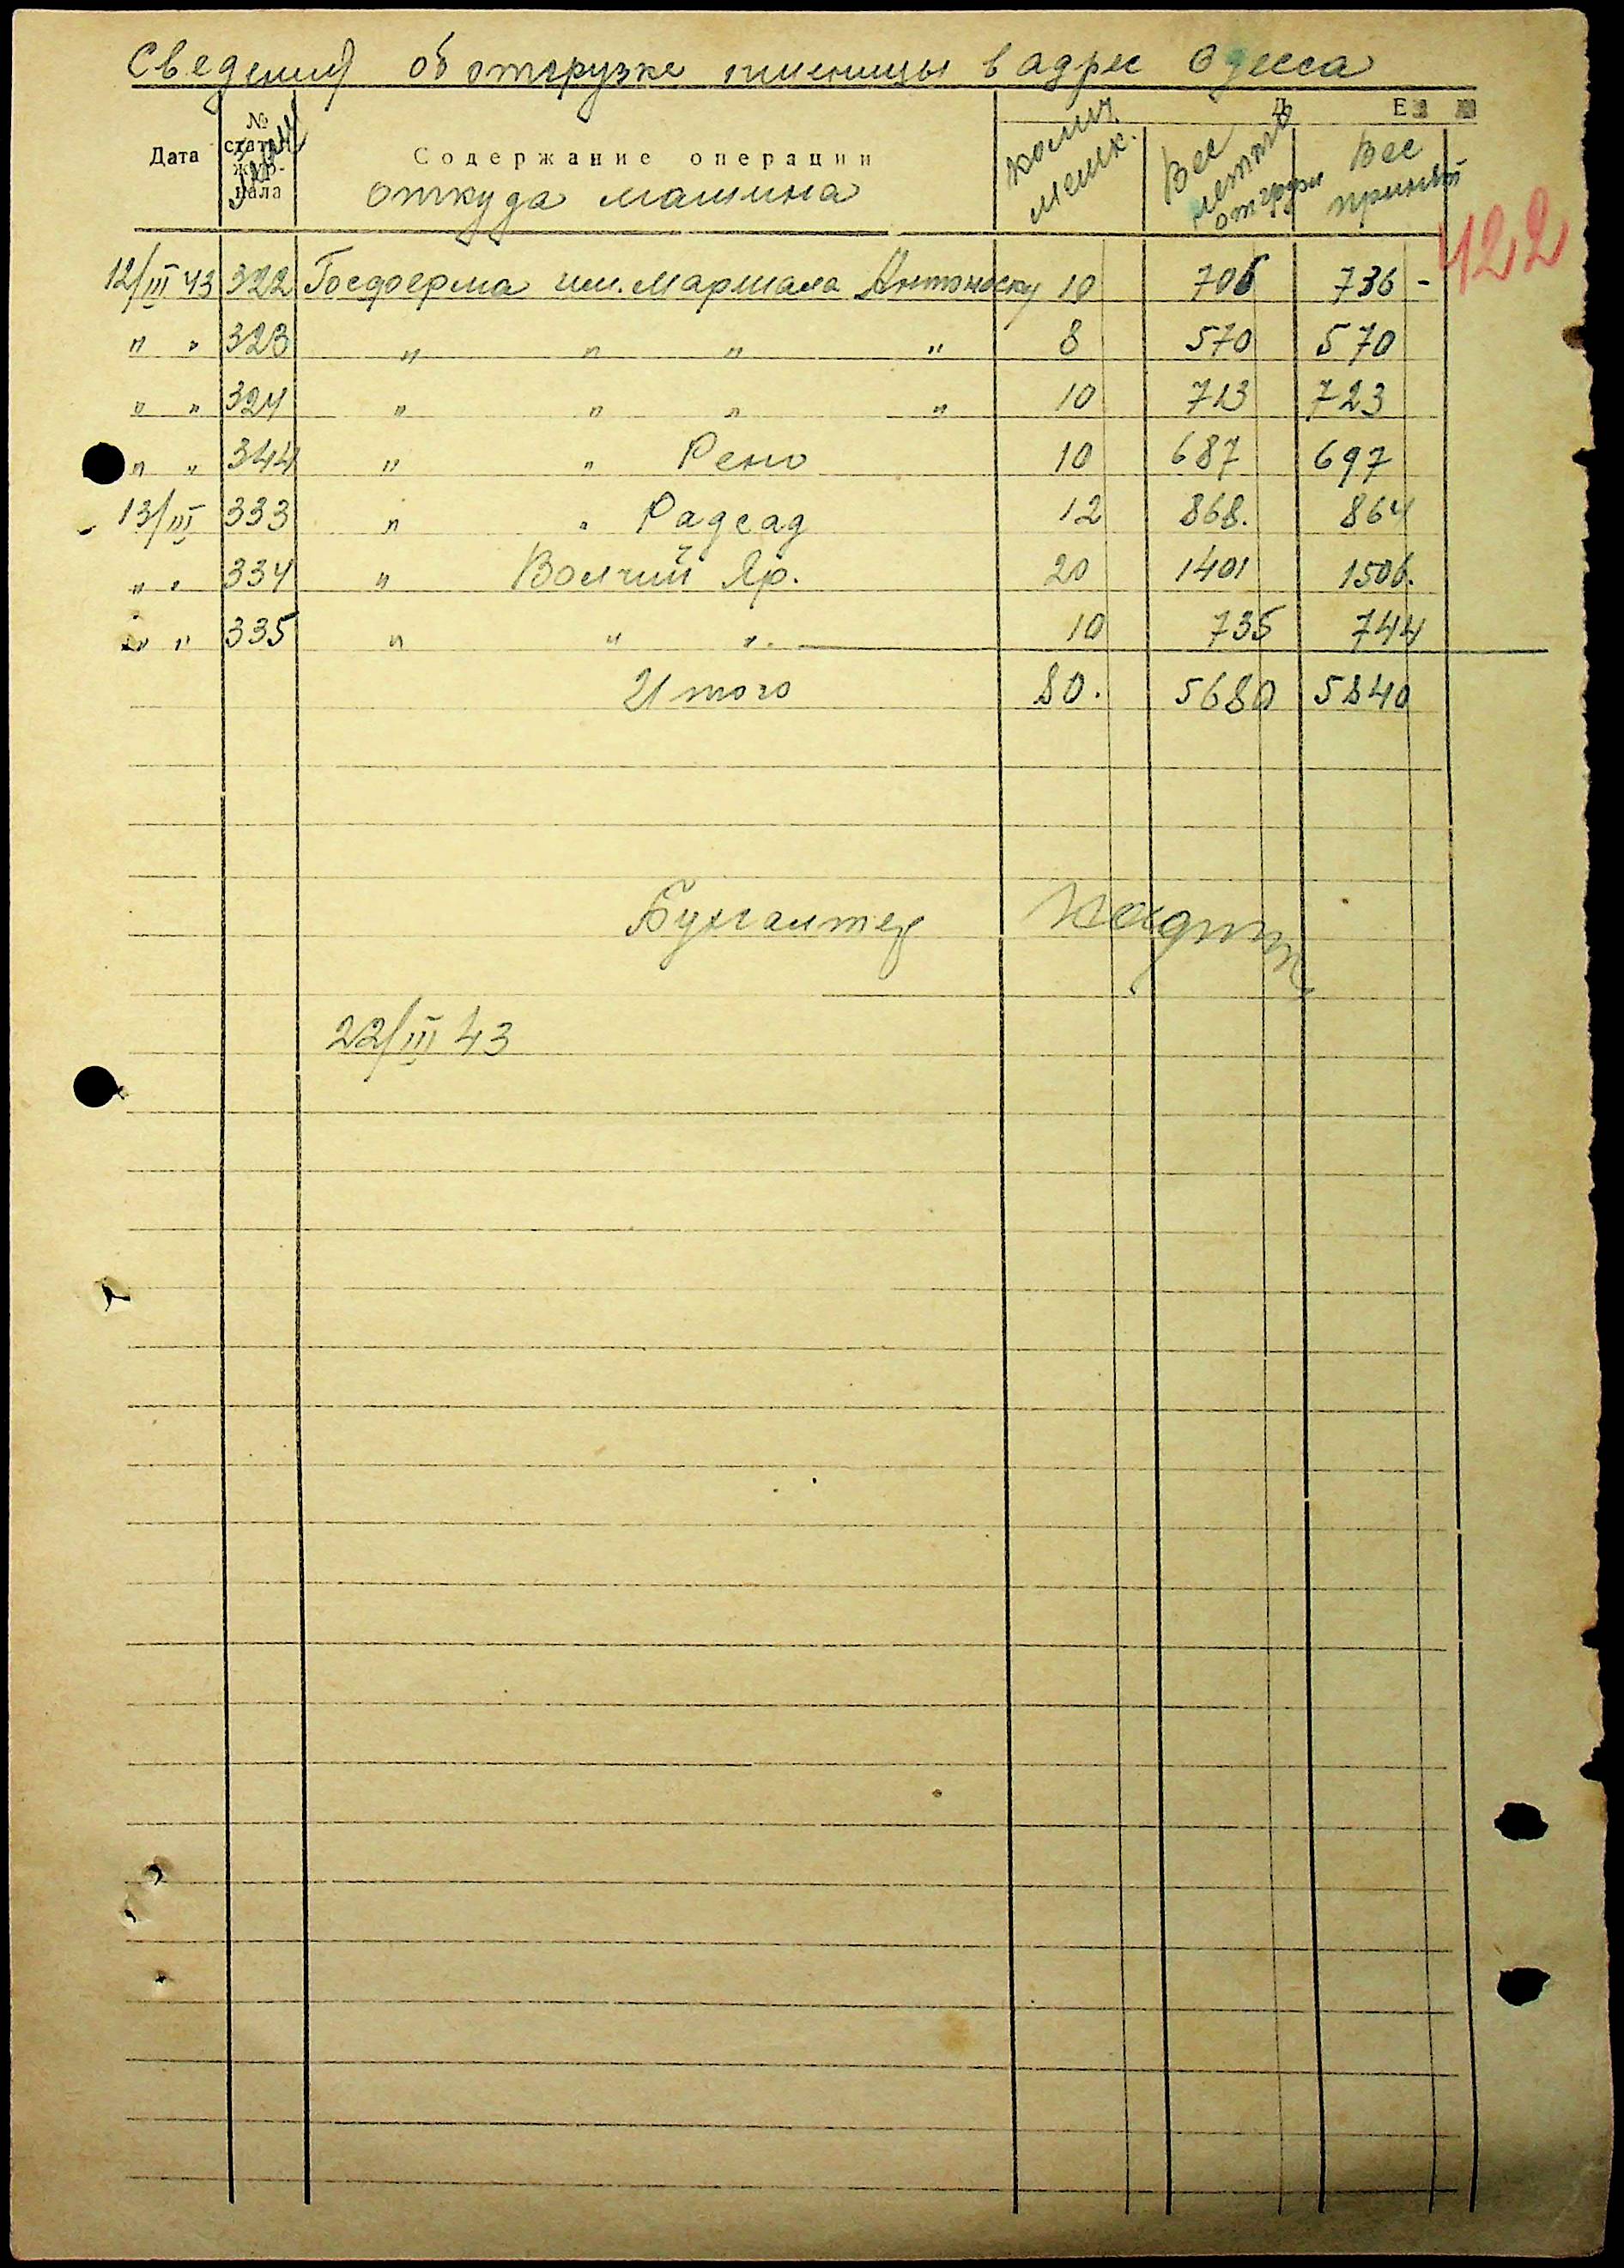 Сведения об отгрузке пшеницы в адрес Одесса
Дата
№ статьи журнала
Содержание операции
откуда машина
колич. мешк.
Вес нетто отгруж
Вес принят
422
12/III 43 322 Госферма им. Маршала Антонеску 10 706 736 -
" " 323 " " " " 8 570 570
" " 324 " " " " 10 713 723
" " 344 " " Рено 10 687 697
13/III 333 " " Радсад 12 868. 864
" " 334 " Волчий Яр. 20 1401 1506.
" " 335 " " " 10 735 744
Итого 80. 5680 5840
Бухгалтер
22/III 43